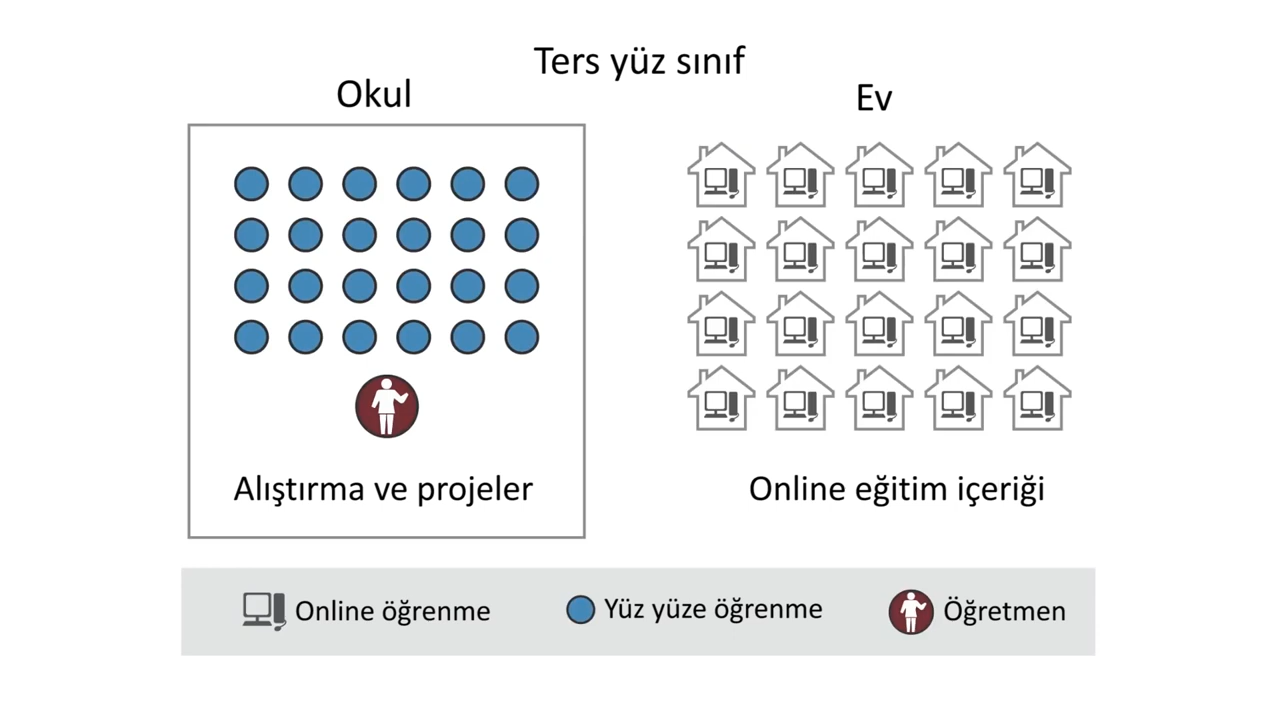 Ters yüz sınıf
Okul
Ev
Alıştırma ve projeler
Online eğitim içeriği
Online öğrenme
Yüz yüze öğrenme
Öğretmen